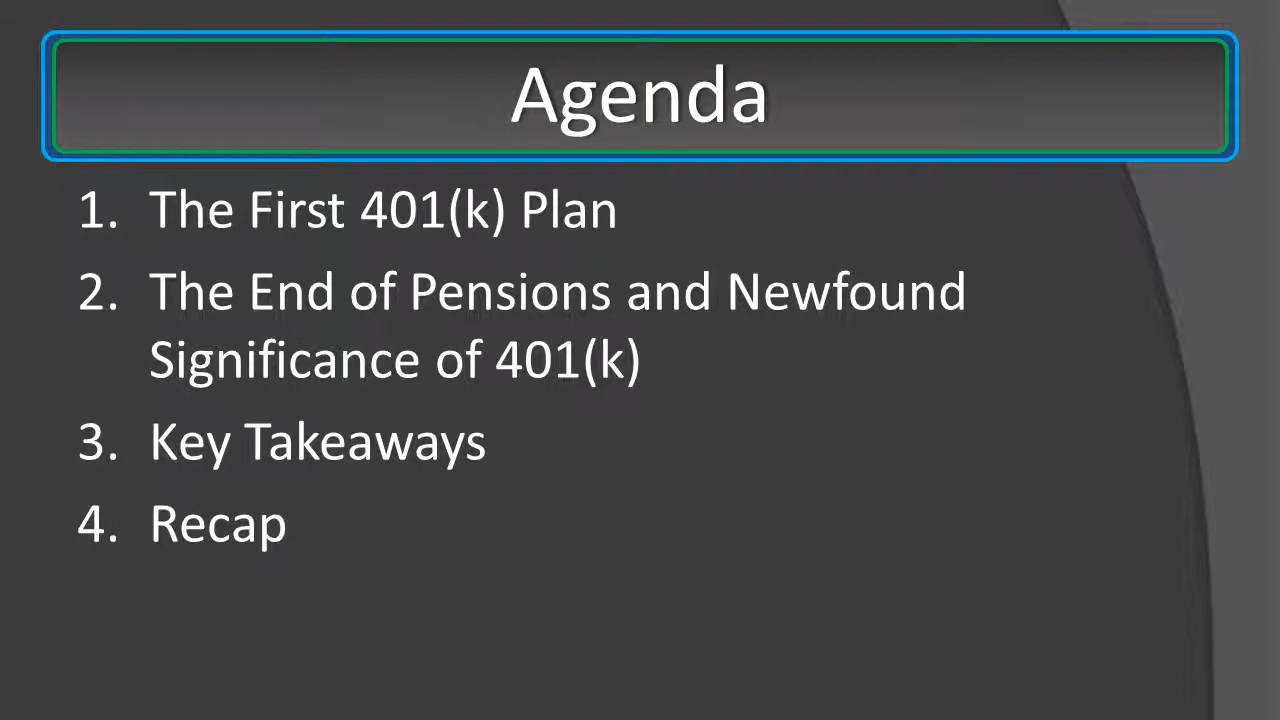 Agenda
1. The First 401(k) Plan
2. The End of Pensions and Newfound
Significance of 401(k)
3. Key Takeaways
4. Recap